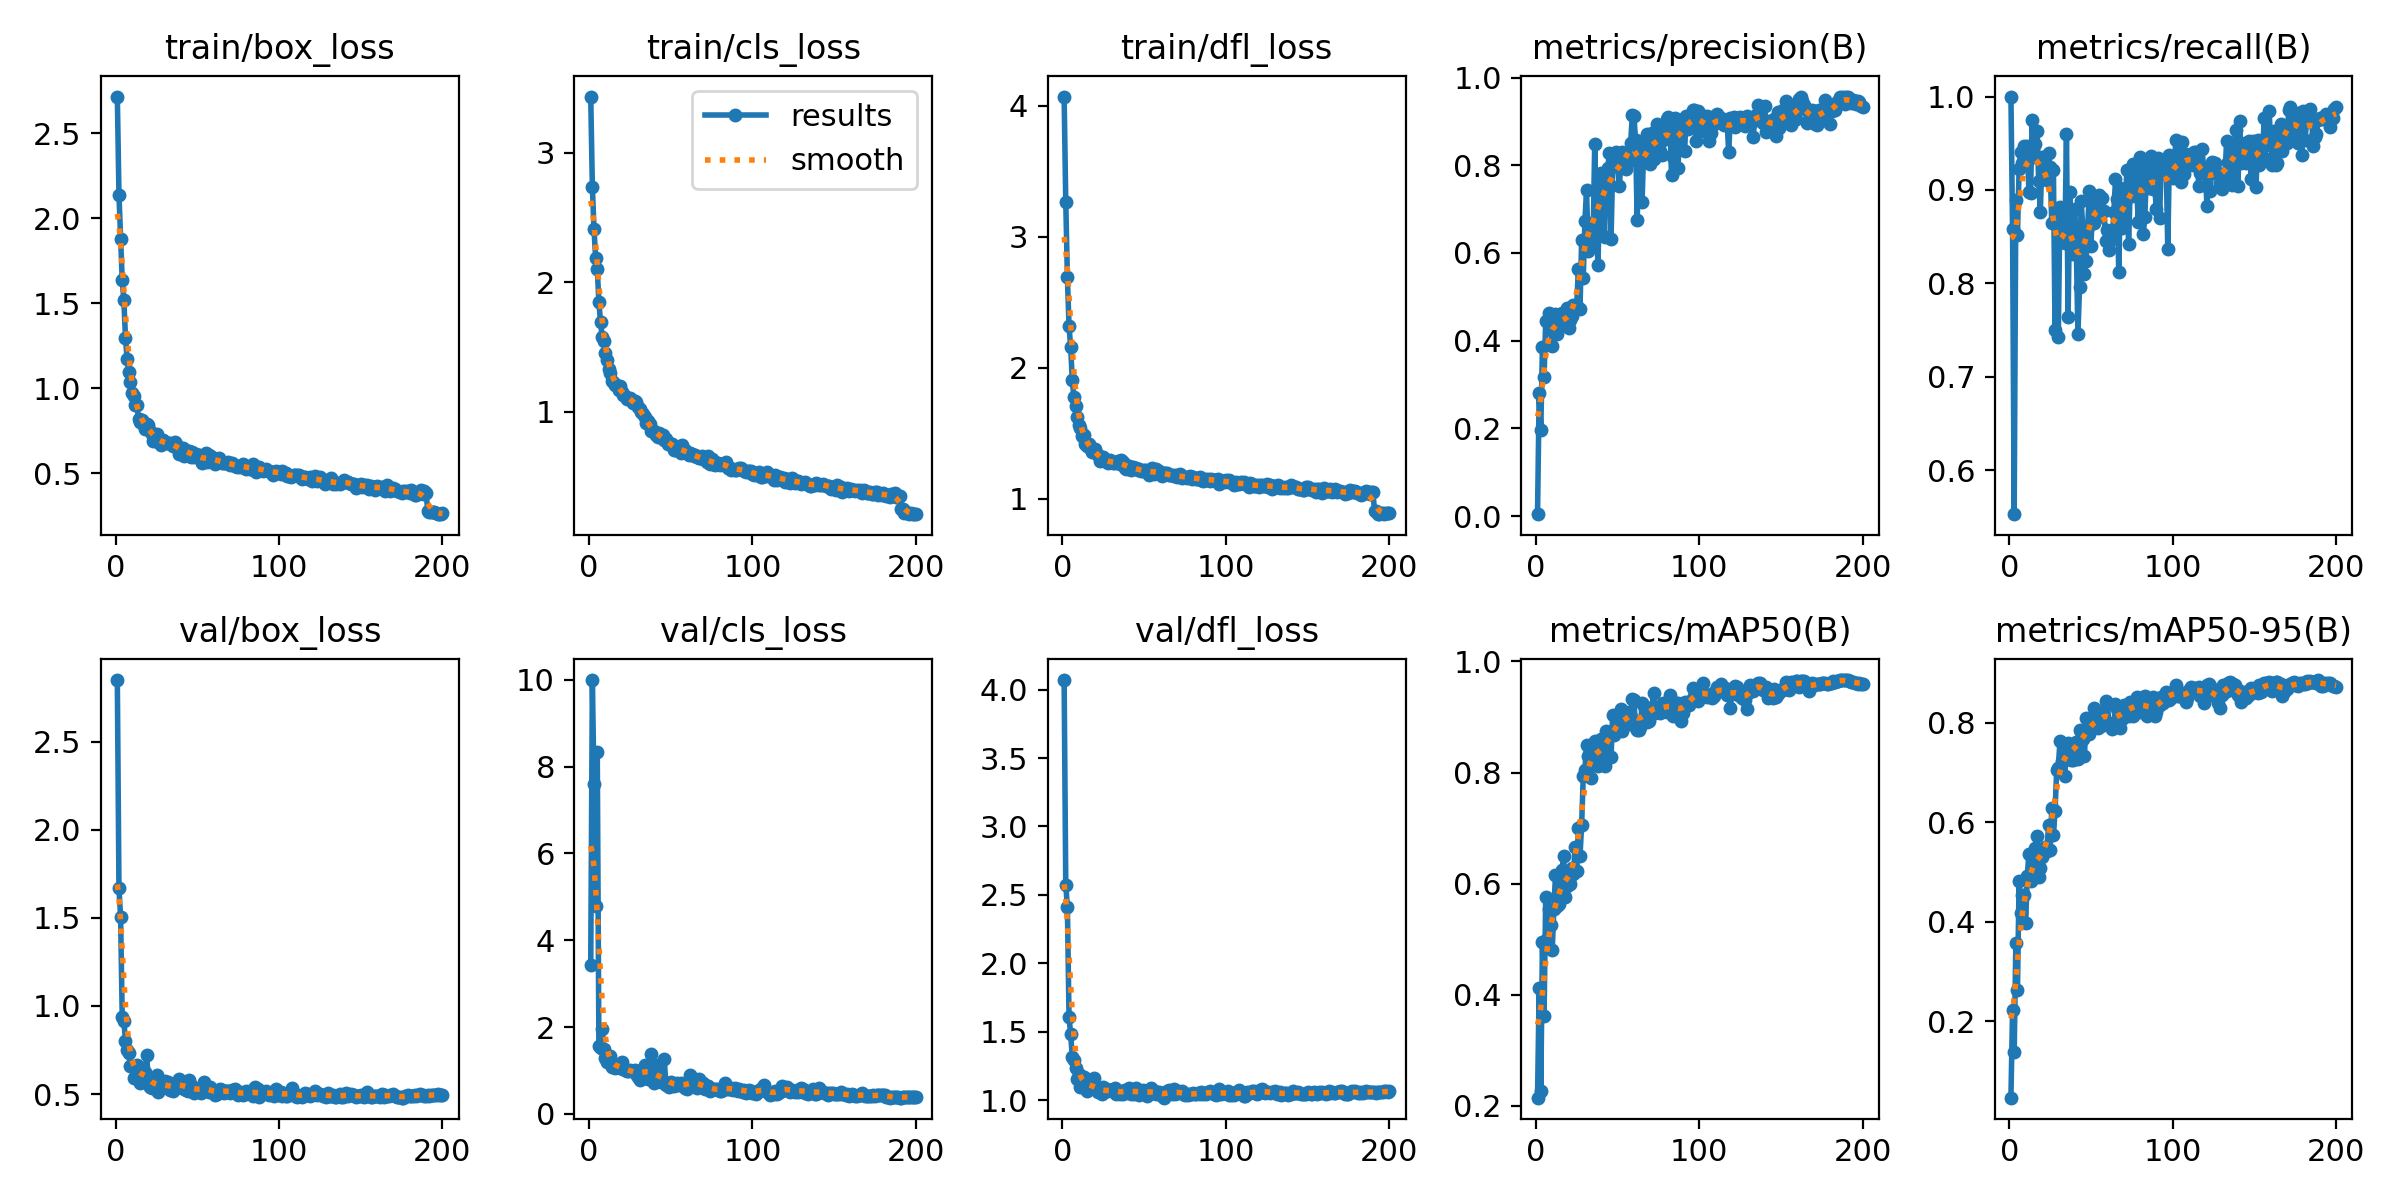 train/box_loss
2.5
2.0
1.5
1.0
0.5
0 100 200
train/cls_loss
results
smooth
3
2
1
0 100 200
train/dfl_loss
4
3
2
1
0 100 200
metrics/precision(B)
1.0
0.8
0.6
0.4
0.2
0.0
0 100 200
metrics/recall(B)
1.0
0.9
0.8
0.7
0.6
0 100 200
val/box_loss
2.5
2.0
1.5
1.0
0.5
0 100 200
val/cls_loss
10
8
6
4
2
0
0 100 200
val/dfl_loss
4.0
3.5
3.0
2.5
2.0
1.5
1.0
0 100 200
metrics/mAP50(B)
1.0
0.8
0.6
0.4
0.2
0 100 200
metrics/mAP50-95(B)
0.8
0.6
0.4
0.2
0 100 200